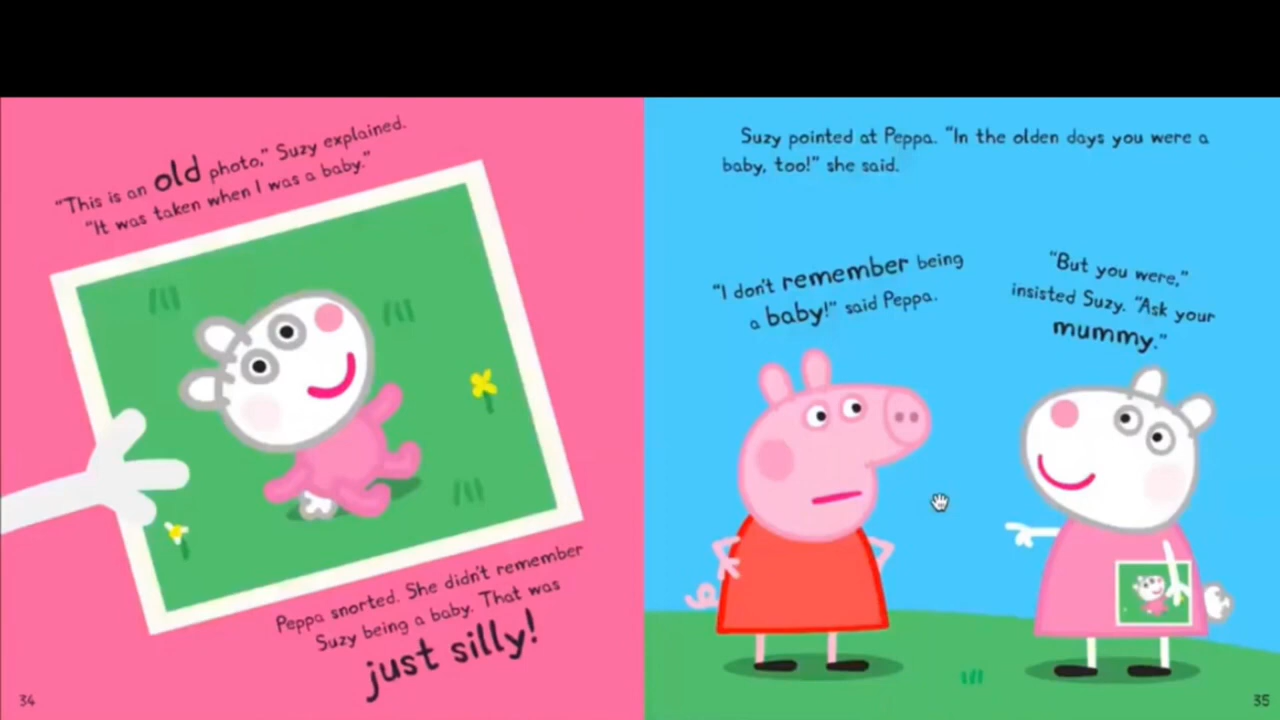 "This is an old photo," Suzy explained.
"It was taken when I was a baby."
Peppa snorted. She didn't remember
Suzy being a baby. That was
just silly!
34
Suzy pointed at Peppa. "In the olden days you were a
baby, too!" she said.
"I don't remember being
a baby!" said Peppa.
"But you were,"
insisted Suzy. "Ask your
mummy."
35